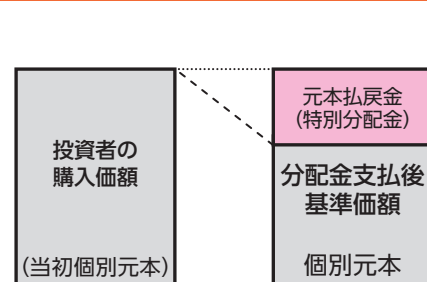 投資者の
購入価額
(当初個別元本)
元本払戻金
(特別分配金)
分配金支払後
基準価額
個別元本